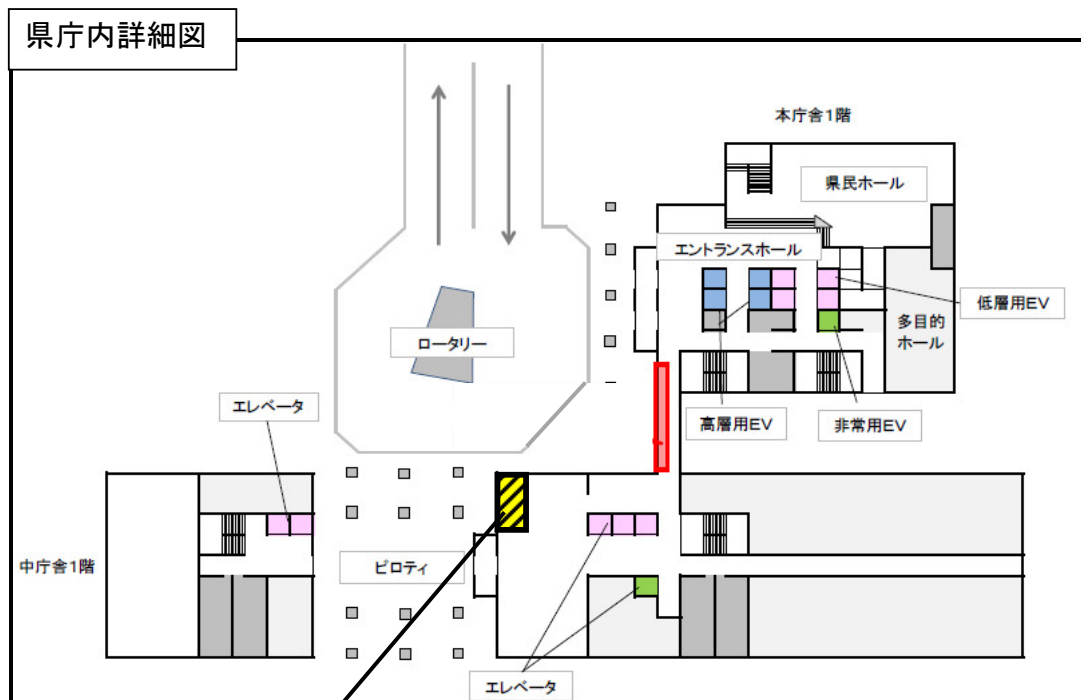 県庁内詳細図
本庁舎1階
県民ホール
エントランスホール
低層用EV
多目的
ホール
ロータリー
エレベータ
高層用EV
非常用EV
中庁舎1階
ピロティ
エレベータ